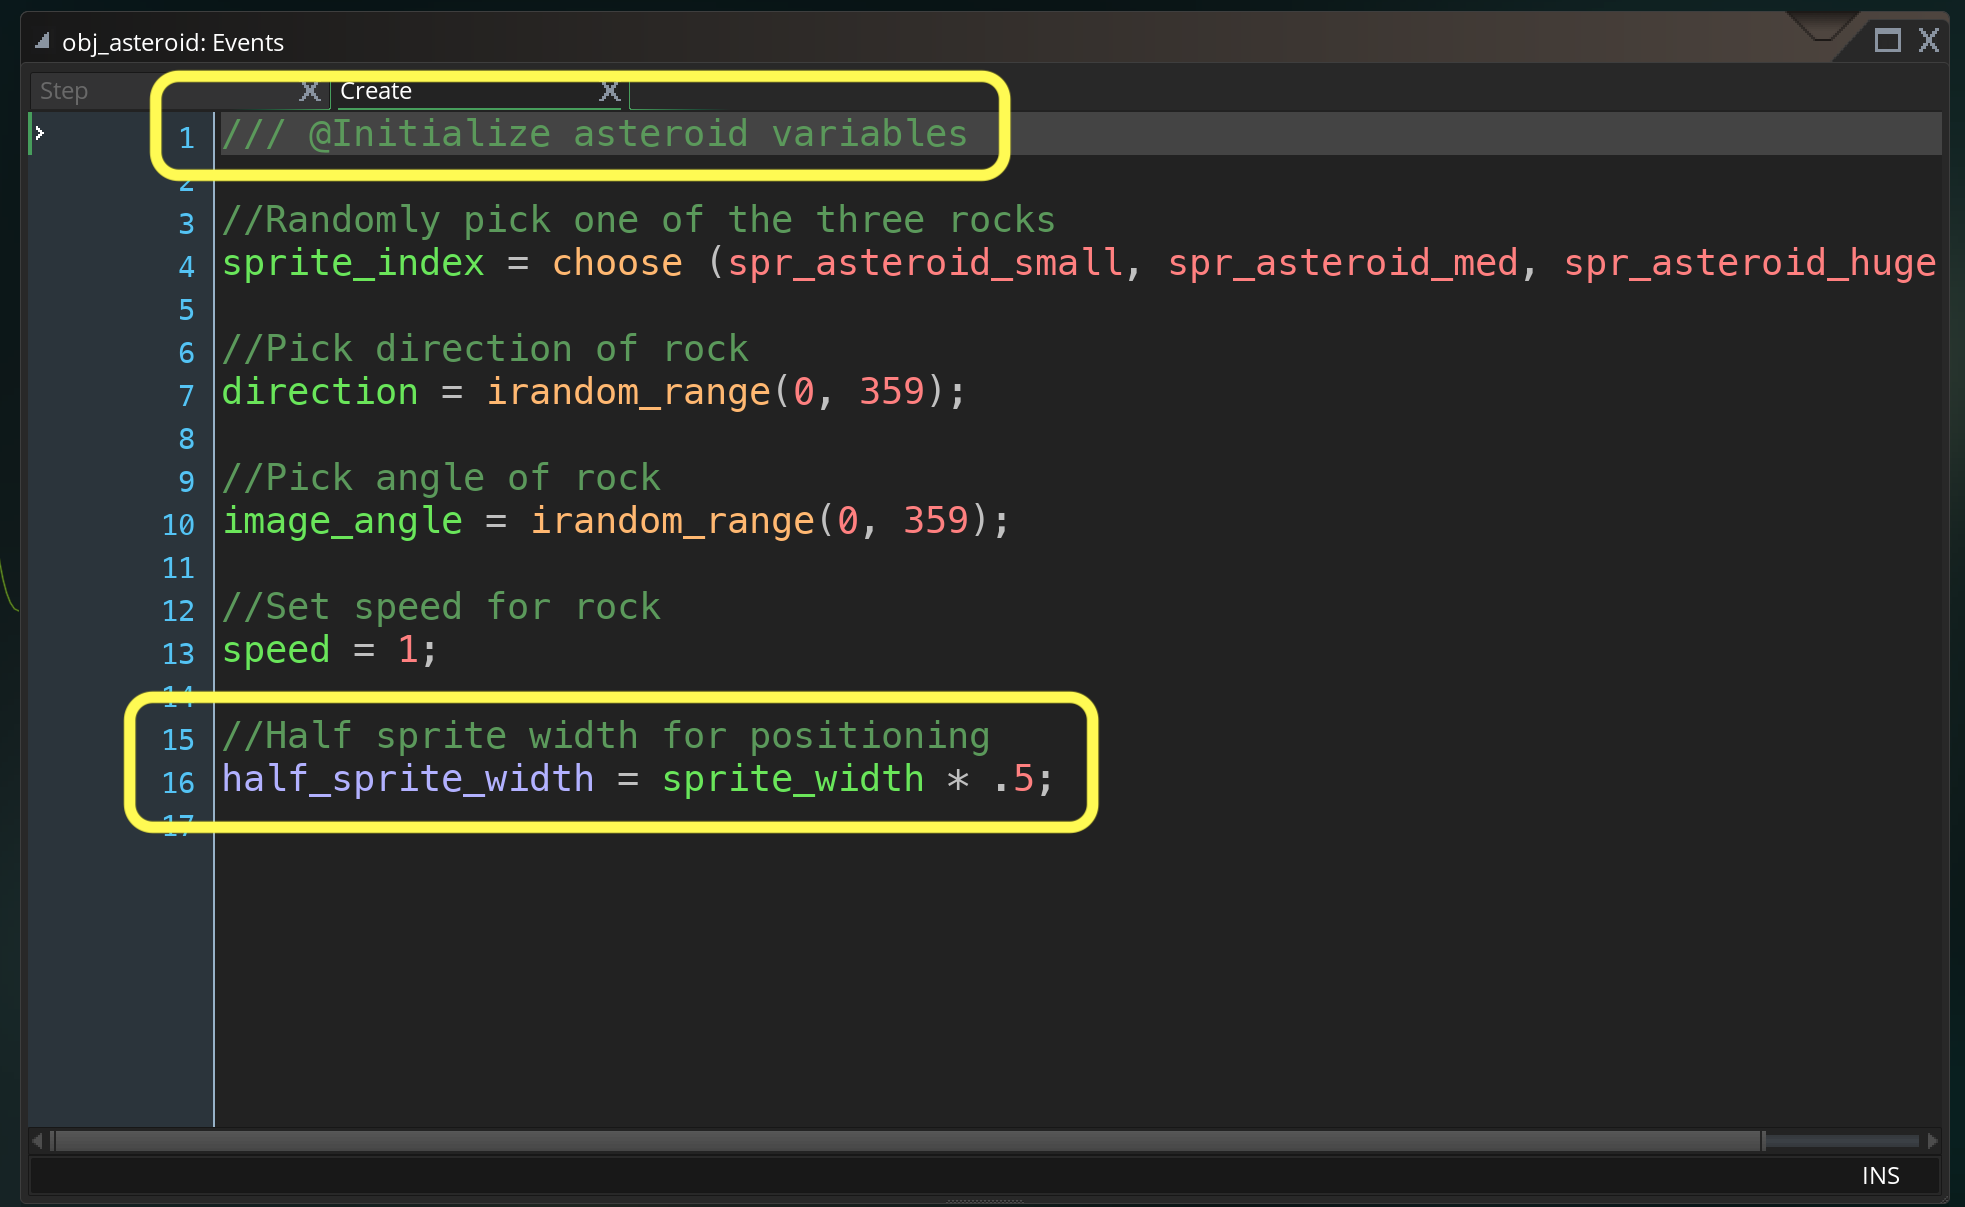 obj_asteroid: Events
Step X Create X
1 /// @Initialize asteroid variables
2
3 //Randomly pick one of the three rocks
4 sprite_index = choose (spr_asteroid_small, spr_asteroid_med, spr_asteroid_huge
5
6 //Pick direction of rock
7 direction = irandom_range(0, 359);
8
9 //Pick angle of rock
10 image_angle = irandom_range(0, 359);
11
12 //Set speed for rock
13 speed = 1;
14
15 //Half sprite width for positioning
16 half_sprite_width = sprite_width * .5;
17
INS